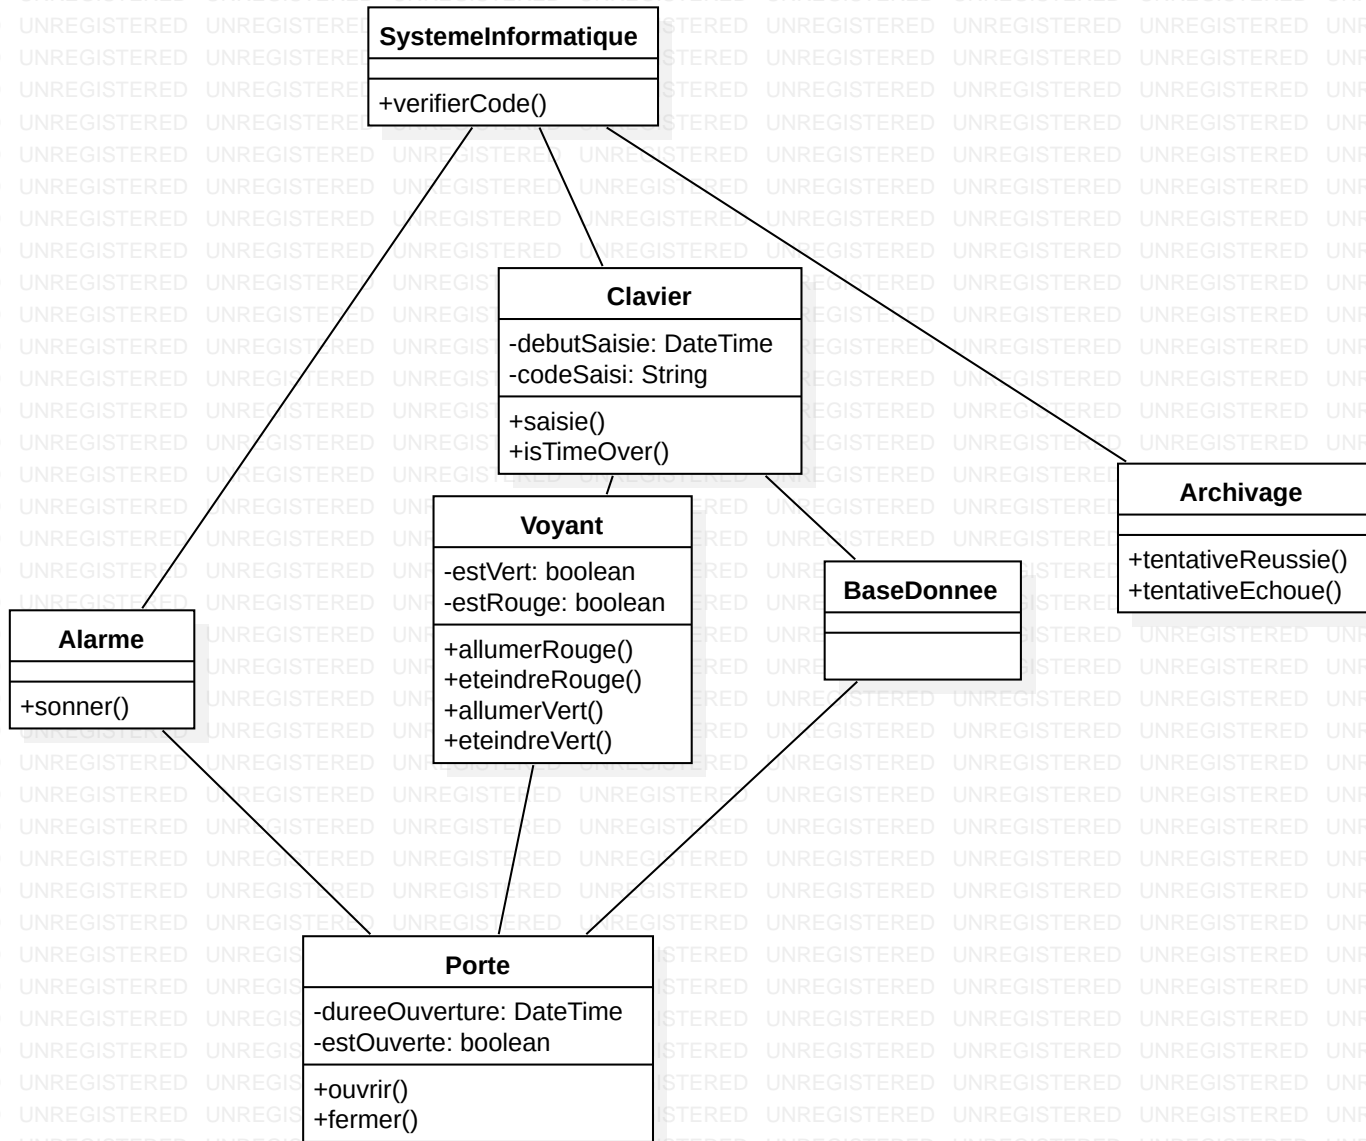 SystemeInformatique
+verifierCode()
Clavier
-debutSaisie: DateTime
-codeSaisi: String
+saisie()
+isTimeOver()
Voyant
-estVert: boolean
-estRouge: boolean
+allumerRouge()
+eteindreRouge()
+allumerVert()
+eteindreVert()
BaseDonnee
Archivage
+tentativeReussie()
+tentativeEchoue()
Alarme
+sonner()
Porte
-dureeOuverture: DateTime
-estOuverte: boolean
+ouvrir()
+fermer()
UNREGISTERED